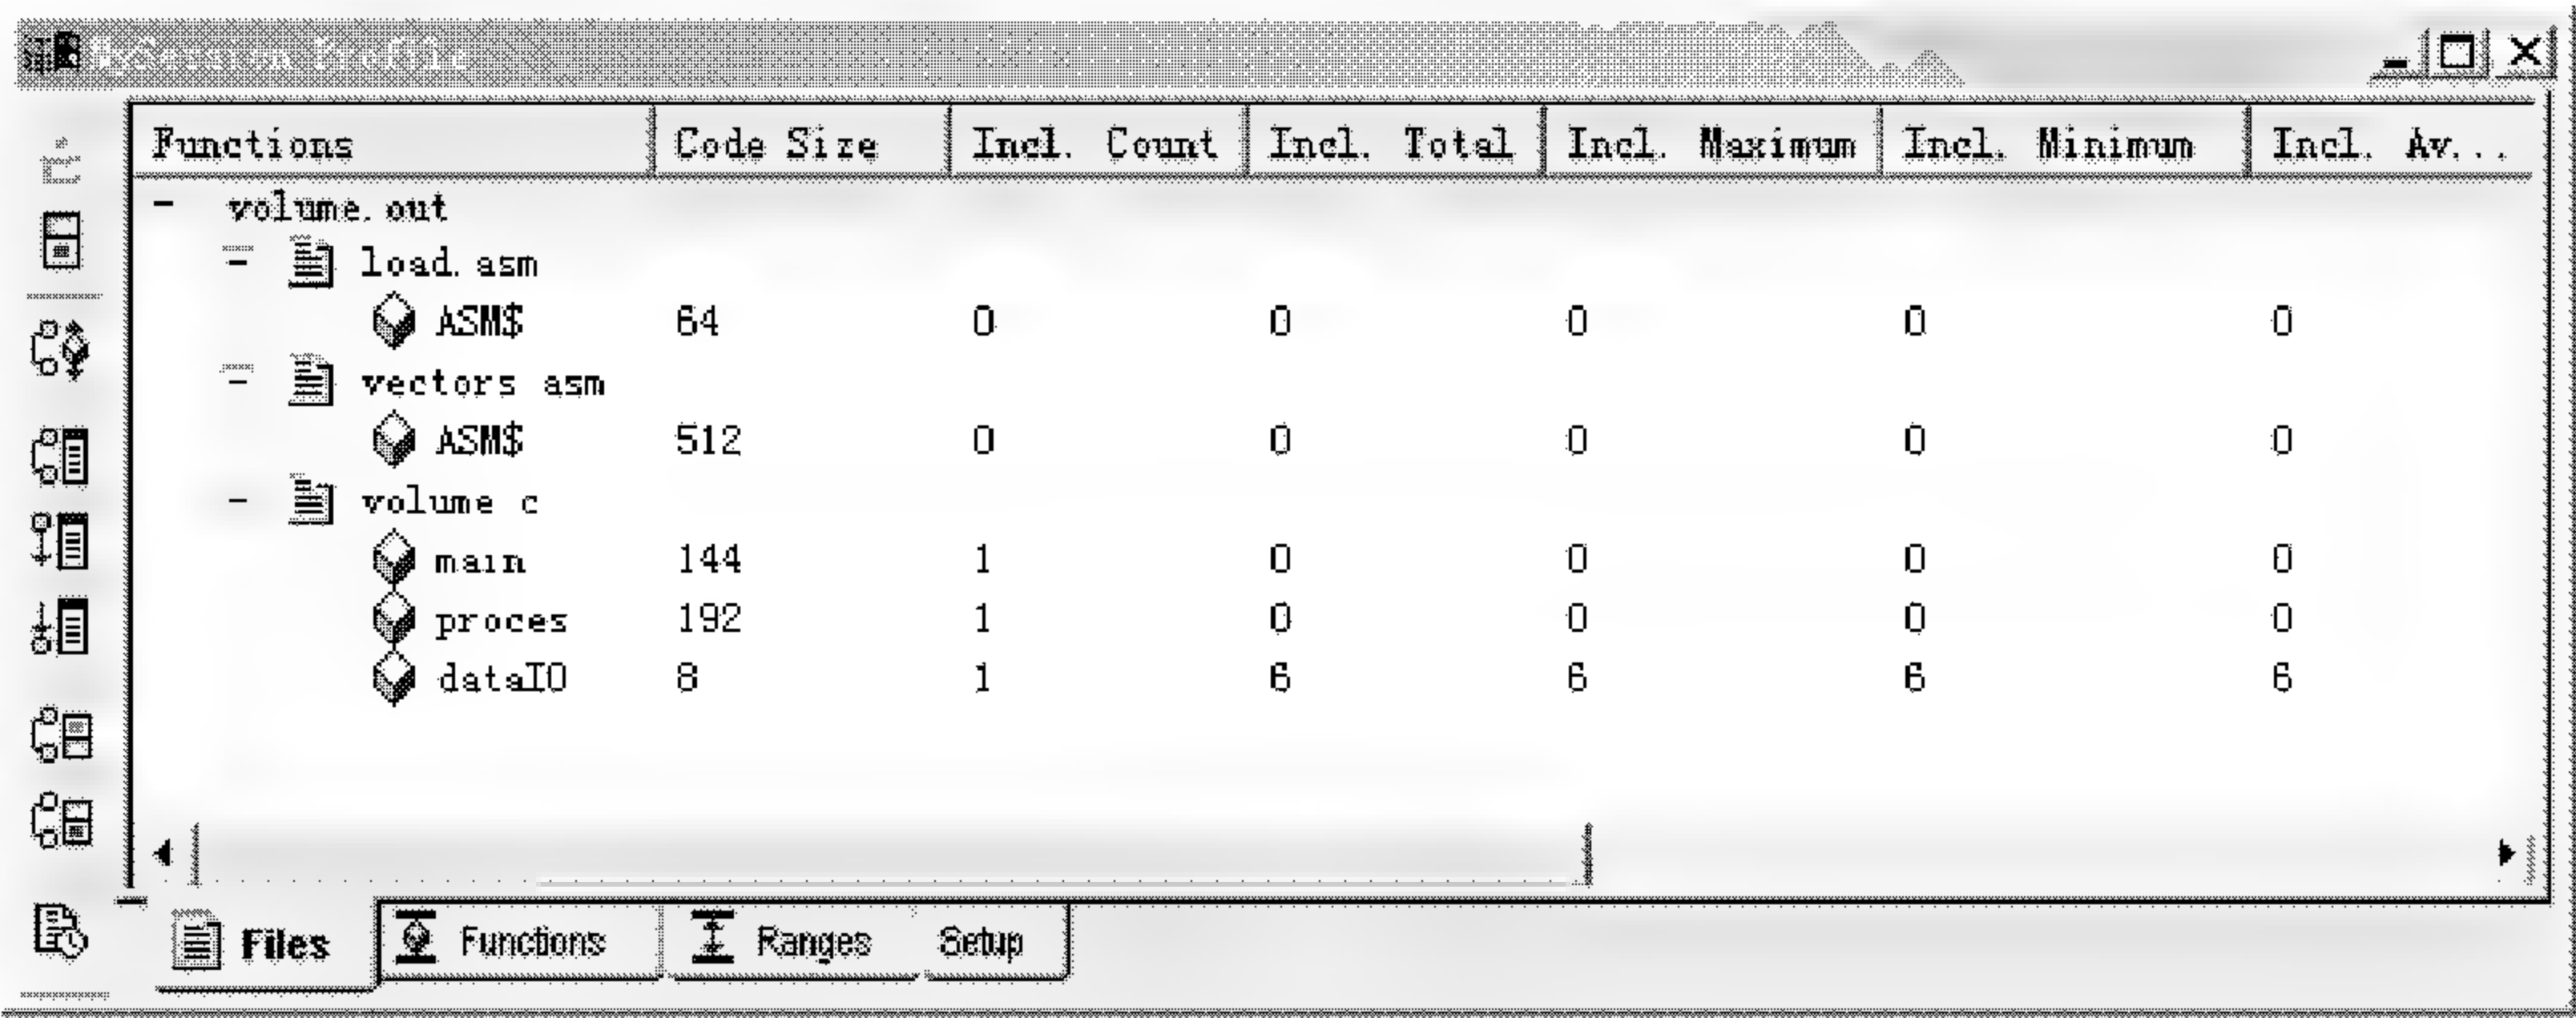 MySession Profile
Functions Code Size Incl. Count Incl. Total Incl. Maximum Incl. Minimum Incl. Av...
volume.out
load.asm
ASM$ 64 0 0 0 0 0
vectors asm
ASM$ 512 0 0 0 0 0
volume c
main 144 1 0 0 0 0
proces 192 1 0 0 0 0
dataIO 8 1 6 6 6 6
Files Functions Ranges Setup